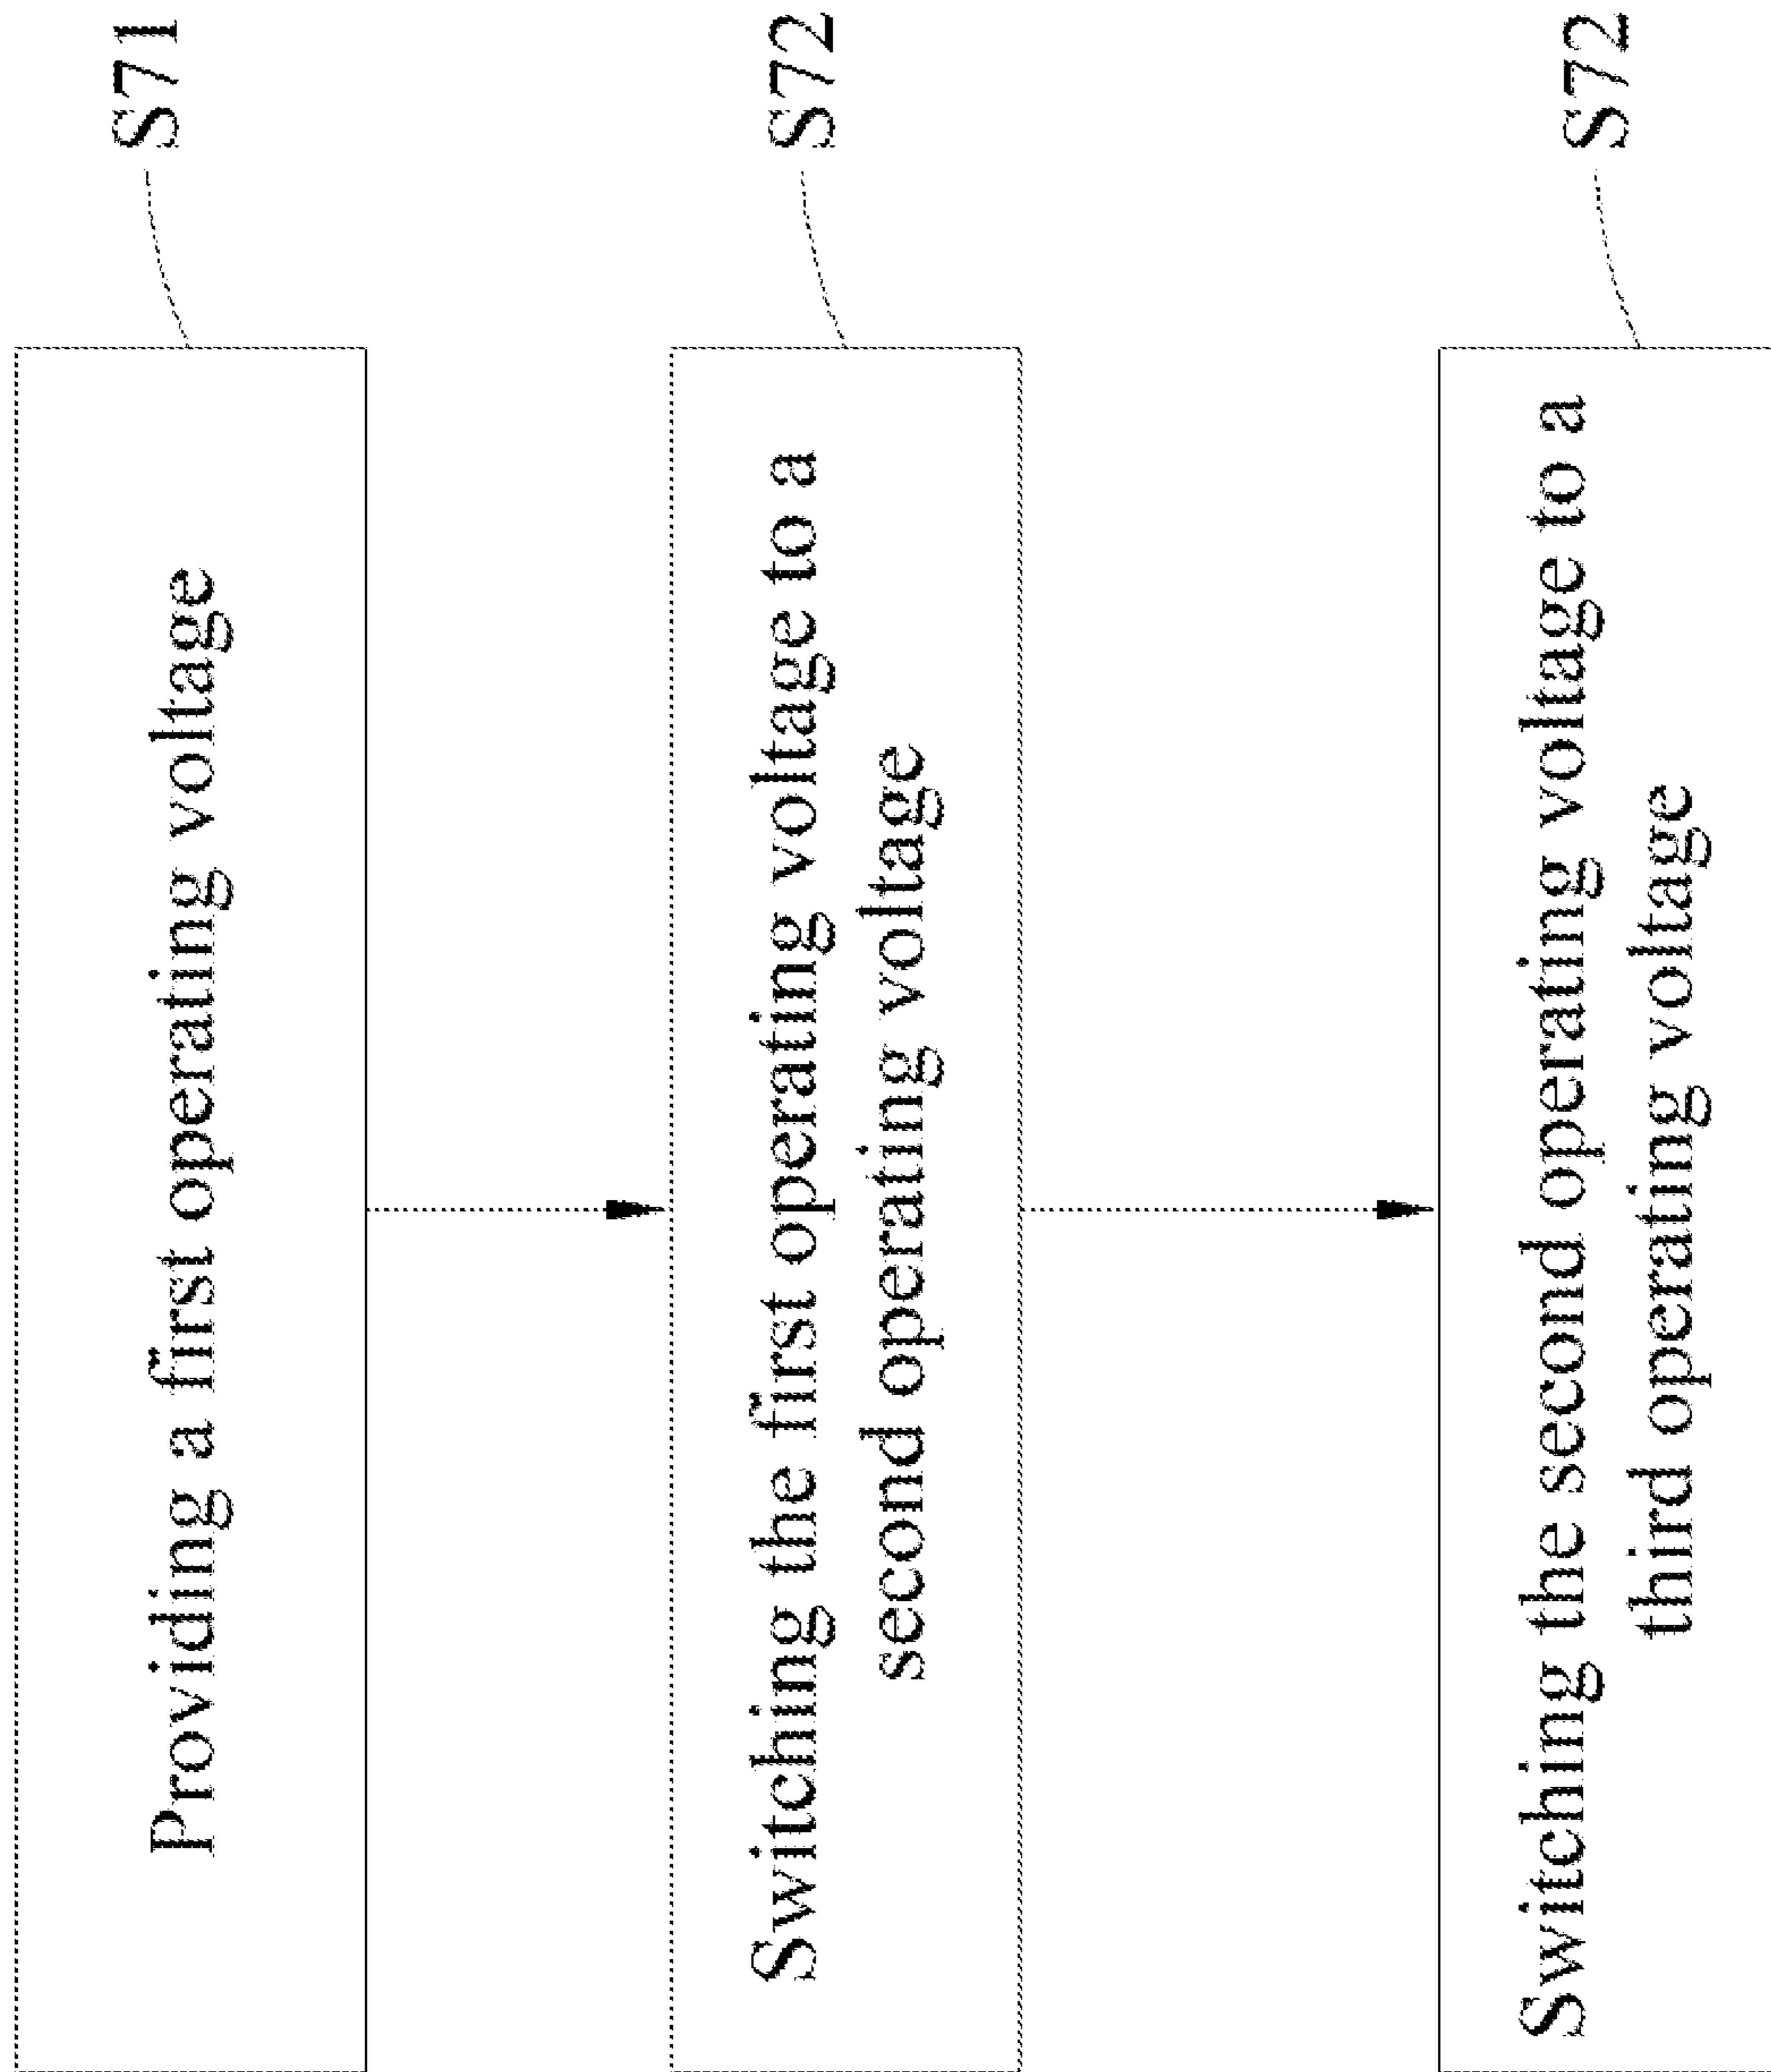 Providing a first operating voltage
S71
Switching the first operating voltage to a
second operating voltage
S72
Switching the second operating voltage to a
third operating voltage
S72